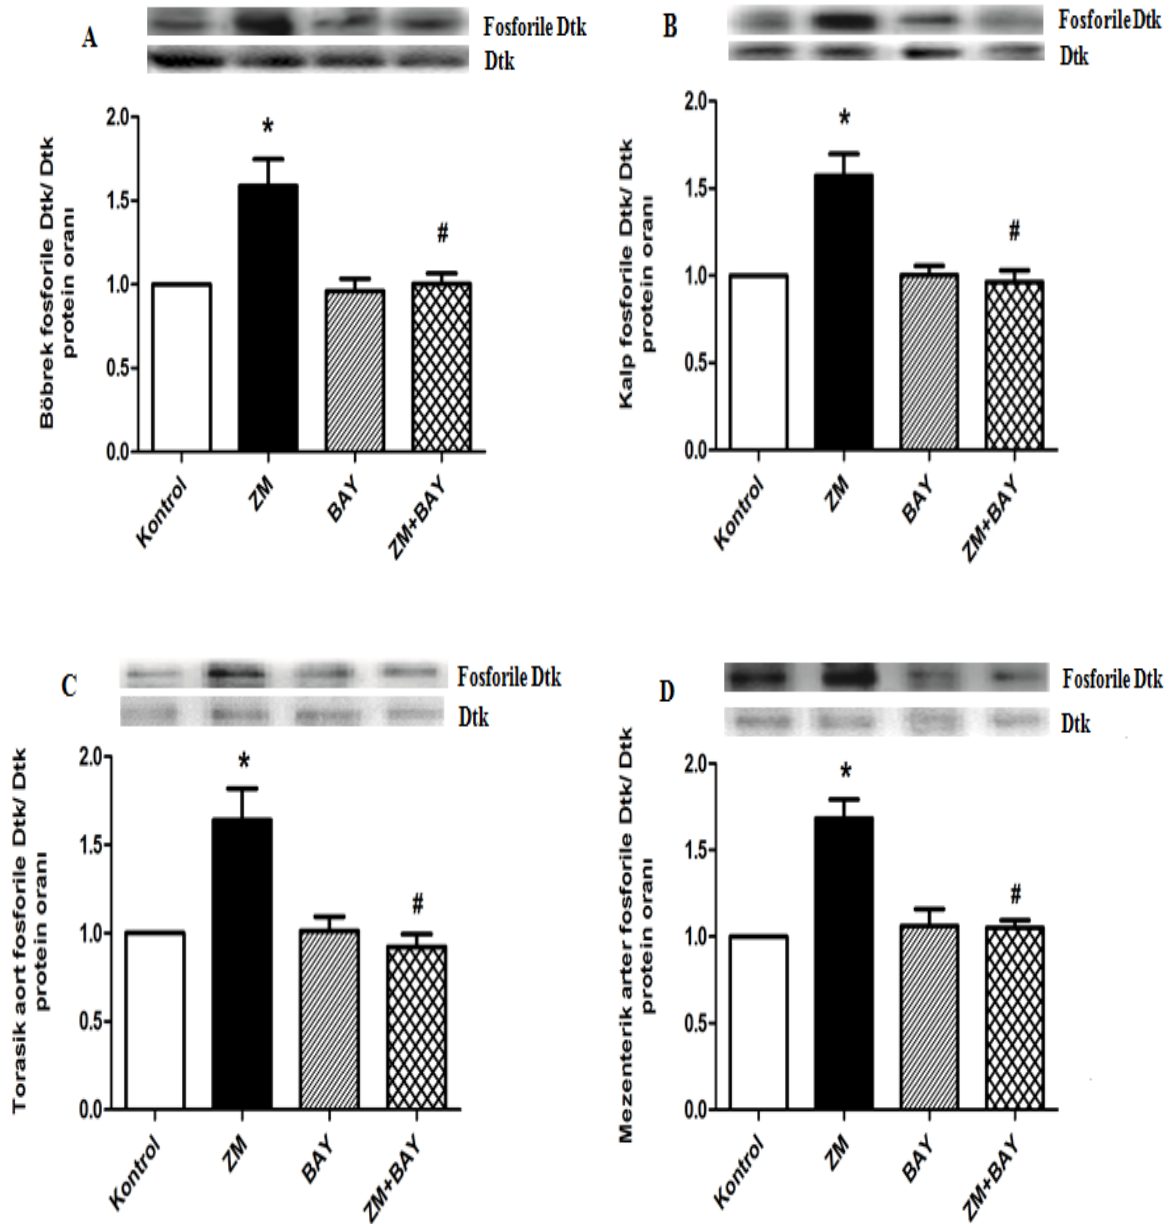 A
Fosforile Dtk
Dtk
Böbrek fosforile Dtk/ Dtk
protein oranı
2.0
1.5
1.0
0.5
0.0
*
#
Kontrol
ZM
BAY
ZM+BAY
B
Fosforile Dtk
Dtk
Kalp fosforile Dtk/ Dtk
protein oranı
2.0
1.5
1.0
0.5
0.0
*
#
Kontrol
ZM
BAY
ZM+BAY
C
Fosforile Dtk
Dtk
Torasik aort fosforile Dtk/ Dtk
protein oranı
2.0
1.5
1.0
0.5
0.0
*
#
Kontrol
ZM
BAY
ZM+BAY
D
Fosforile Dtk
Dtk
Mezenterik arter fosforile Dtk/ Dtk
protein oranı
2.0
1.5
1.0
0.5
0.0
*
#
Kontrol
ZM
BAY
ZM+BAY